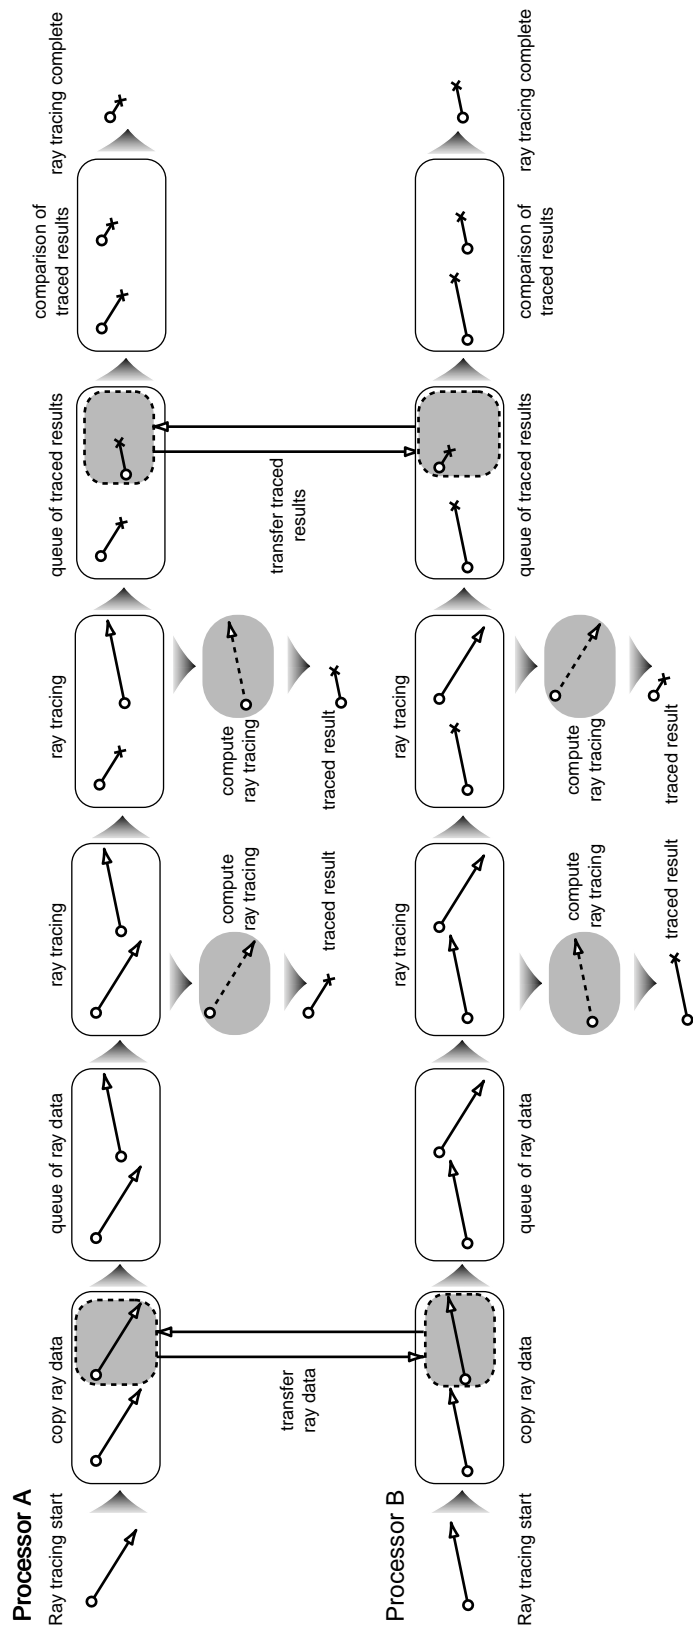 Processor A
Ray tracing start
copy ray data
queue of ray data
ray tracing
compute
ray tracing
traced result
ray tracing
compute
ray tracing
traced result
queue of traced results
comparison of
traced results
ray tracing complete
transfer
ray data
transfer traced
results
Processor B
Ray tracing start
copy ray data
queue of ray data
ray tracing
compute
ray tracing
traced result
ray tracing
compute
ray tracing
traced result
queue of traced results
comparison of
traced results
ray tracing complete